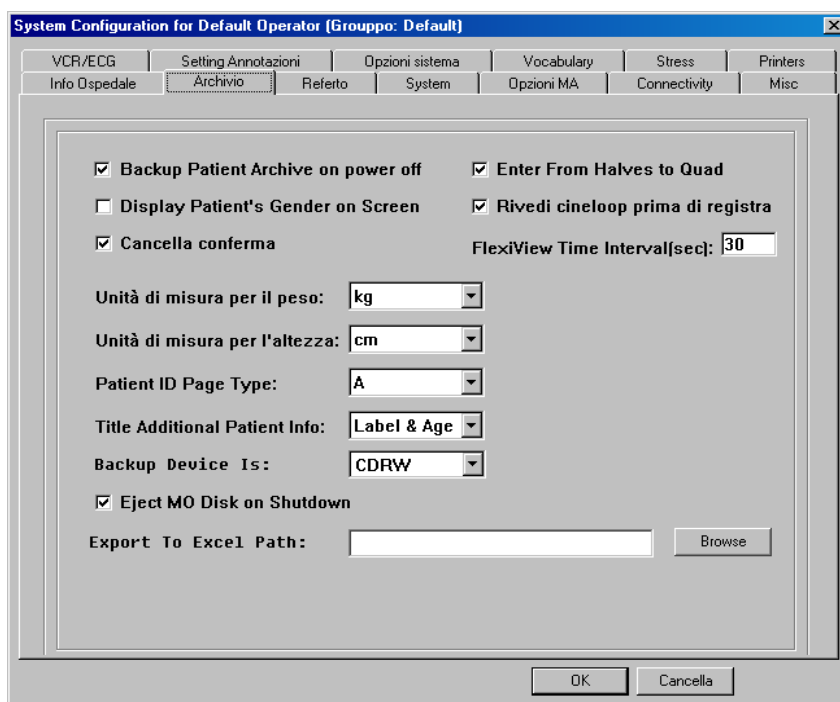 System Configuration for Default Operator (Grouppo: Default)
VCR/ECG Setting Annotazioni Opzioni sistema Vocabulary Stress Printers
Info Ospedale Archivio Referto System Opzioni MA Connectivity Misc
Backup Patient Archive on power off Enter From Halves to Quad
Display Patient's Gender on Screen Rivedi cineloop prima di registra
Cancella conferma FlexiView Time Interval(sec): 30
Unità di misura per il peso: kg
Unità di misura per l'altezza: cm
Patient ID Page Type: A
Title Additional Patient Info: Label & Age
Backup Device Is: CDRW
Eject MO Disk on Shutdown
Export To Excel Path: Browse
OK Cancella